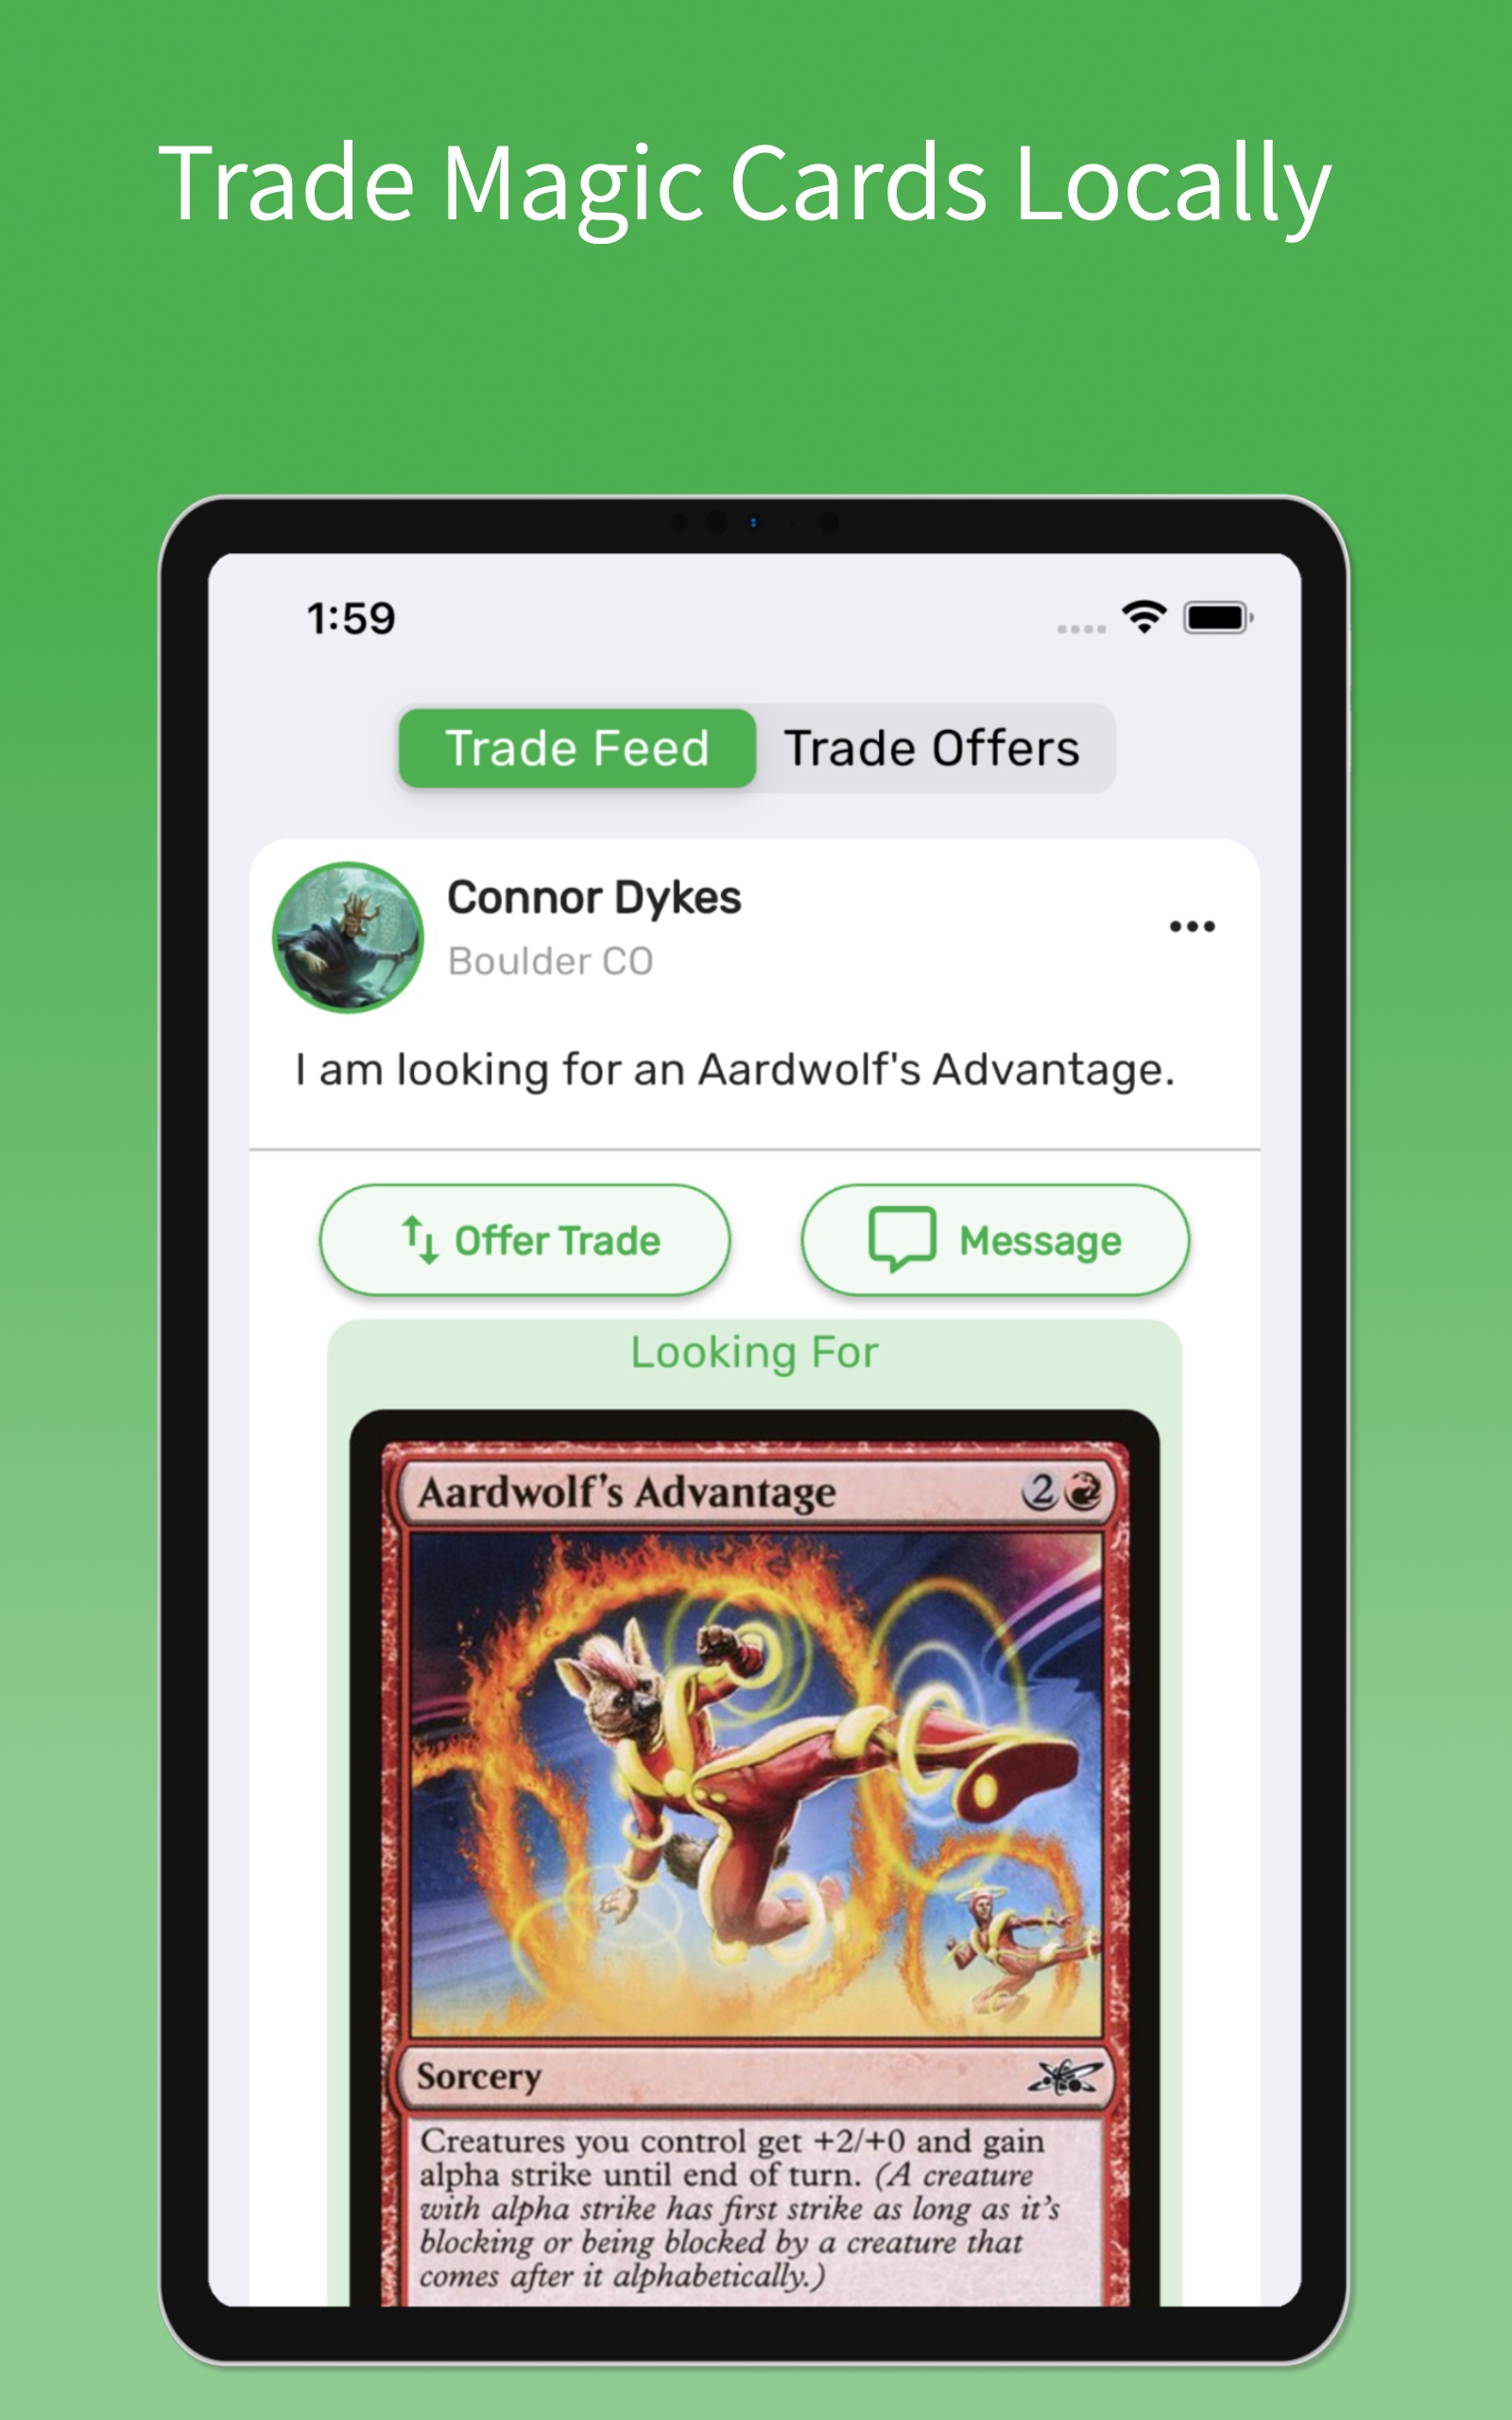 Trade Magic Cards Locally
1:59
Trade Feed Trade Offers
Connor Dykes
Boulder CO
I am looking for an Aardwolf's Advantage.
Offer Trade Message
Looking For
Aardwolf's Advantage 2
Sorcery
Creatures you control get +2/+0 and gain
alpha strike until end of turn. (A creature
with alpha strike has first strike as long as it's
blocking or being blocked by a creature that
comes after it alphabetically.)